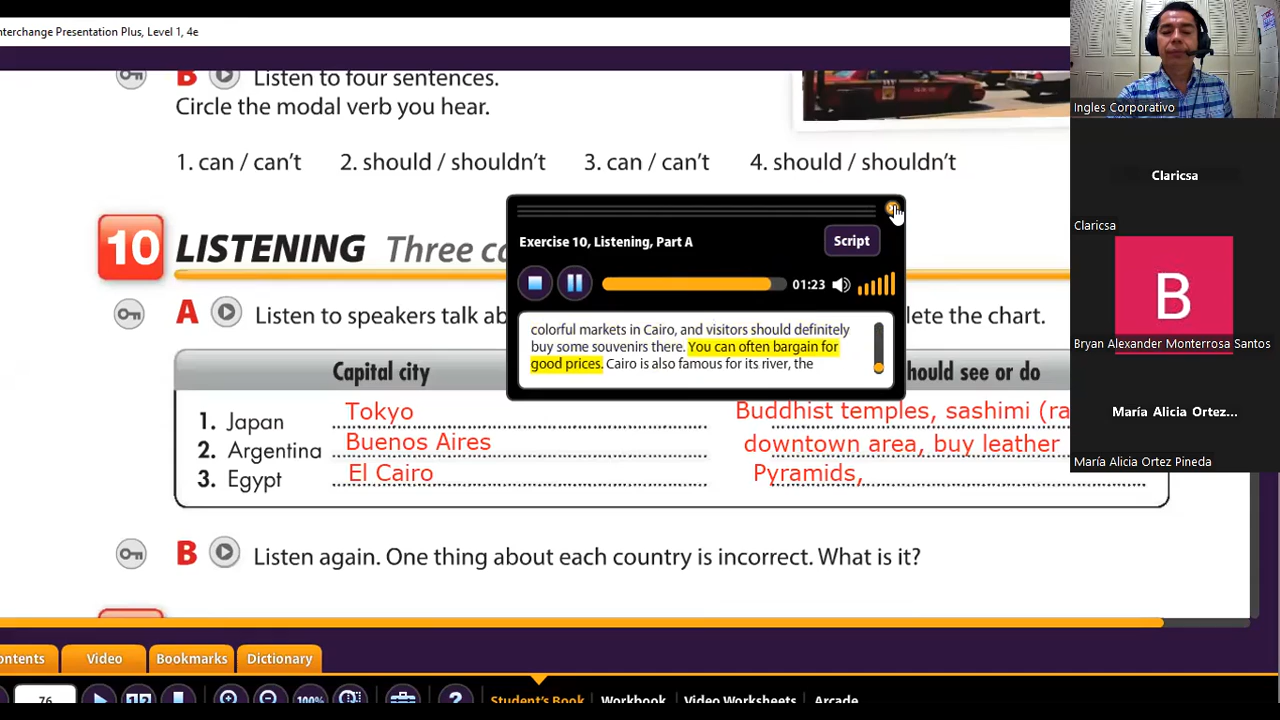 nterchange Presentation Plus, Level 1, 4e
B Listen to four sentences.
Circle the modal verb you hear.
1. can / can't 2. should / shouldn't 3. can / can't 4. should / shouldn't
10 LISTENING Three ca
Exercise 10, Listening, Part A
Script
01:23
colorful markets in Cairo, and visitors should definitely
buy some souvenirs there. You can often bargain for
good prices. Cairo is also famous for its river, the
A Listen to speakers talk ab lete the chart.
Capital city hould see or do
1. Japan Tokyo Buddhist temples, sashimi (ra
2. Argentina Buenos Aires downtown area, buy leather
3. Egypt El Cairo Pyramids,
B Listen again. One thing about each country is incorrect. What is it?
ontents Video Bookmarks Dictionary
76 100% ? Student's Book Workbook Video Worksheets Arcade
Ingles Corporativo
Claricsa
Claricsa
B
Bryan Alexander Monterrosa Santos
María Alicia Ortez...
María Alicia Ortez Pineda